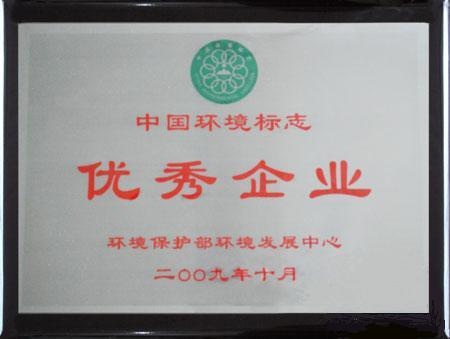 中国环境标志
优秀企业
环境保护部环境发展中心
二〇〇九年十月